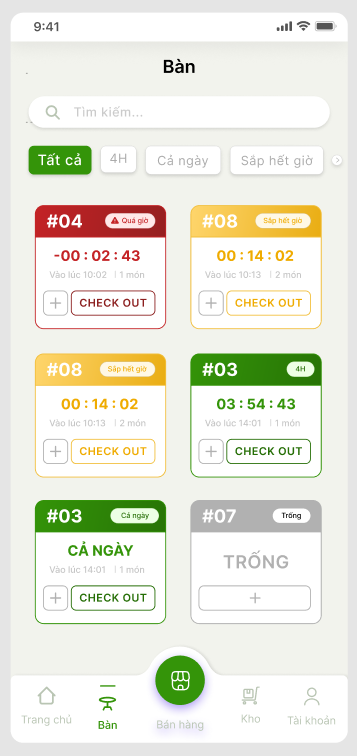 9:41
Bàn
Tìm kiếm...
Tất cả
4H
Cả ngày
Sắp hết giờ
#04 Quá giờ
-00 : 02 : 43
Vào lúc 10:02 | 1 món
+ CHECK OUT
#08 Sắp hết giờ
00 : 14 : 02
Vào lúc 10:13 | 2 món
+ CHECK OUT
#08 Sắp hết giờ
00 : 14 : 02
Vào lúc 10:13 | 2 món
+ CHECK OUT
#03 4H
03 : 54 : 43
Vào lúc 14:01 | 1 món
+ CHECK OUT
#03 Cả ngày
CẢ NGÀY
Vào lúc 14:01 | 1 món
+ CHECK OUT
#07 Trống
TRỐNG
+
Trang chủ
Bàn
Bán hàng
Kho
Tài khoản